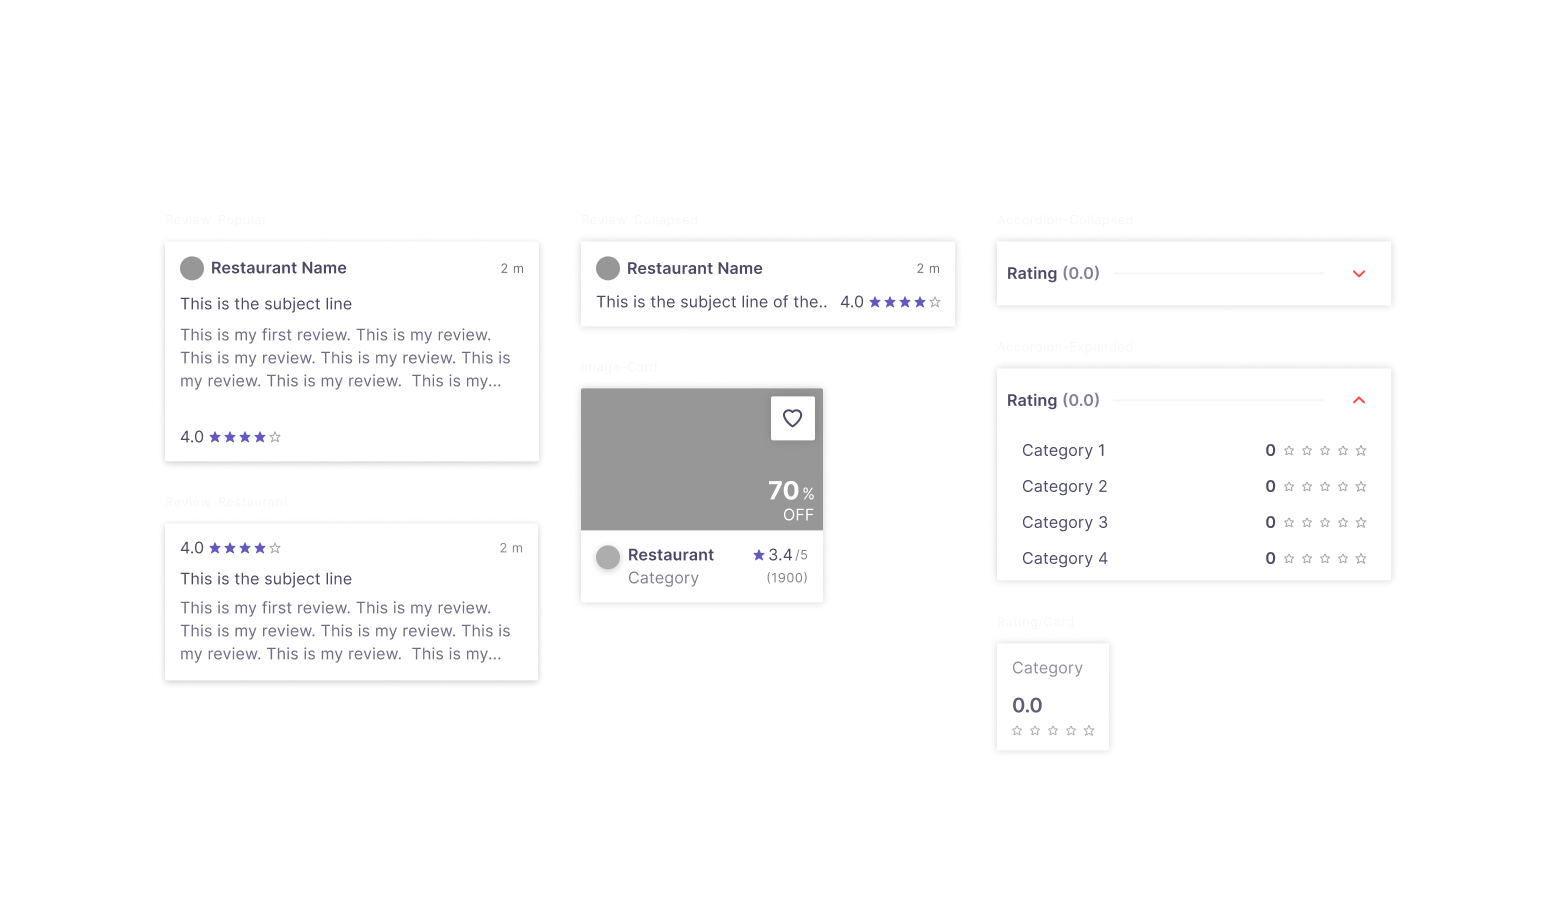 Review-Popular
Restaurant Name
2 m
This is the subject line
This is my first review. This is my review.
This is my review. This is my review. This is
my review. This is my review.  This is my...
4.0
Review-Restaurant
4.0
2 m
This is the subject line
This is my first review. This is my review.
This is my review. This is my review. This is
my review. This is my review.  This is my...
Review-Collapsed
Restaurant Name
2 m
This is the subject line of the..
4.0
Image-Card
70 %
OFF
Restaurant
3.4 /5
Category
(1900)
Accordion-Collapsed
Rating (0.0)
Accordion-Expanded
Rating (0.0)
Category 1
0
Category 2
0
Category 3
0
Category 4
0
Rating/Card
Category
0.0